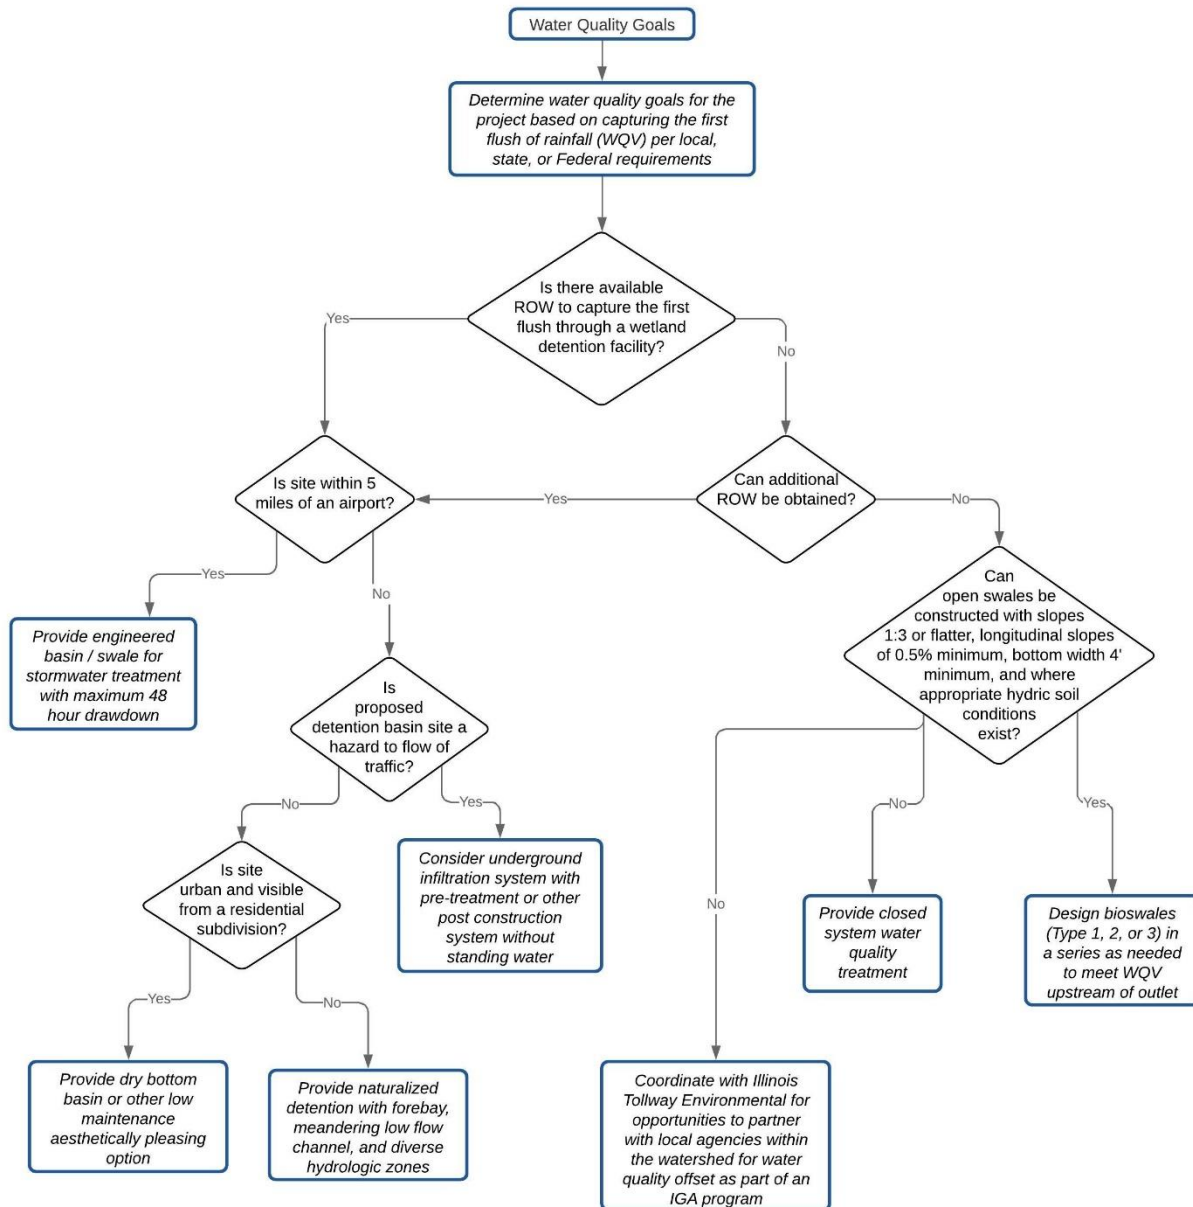 Water Quality Goals
Determine water quality goals for the
project based on capturing the first
flush of rainfall (WQV) per local,
state, or Federal requirements
Is there available
ROW to capture the first
flush through a wetland
detention facility?
Yes
No
Is site within 5
miles of an airport?
Yes
Can additional
ROW be obtained?
No
Yes
No
Provide engineered
basin / swale for
stormwater treatment
with maximum 48
hour drawdown
Can
open swales be
constructed with slopes
1:3 or flatter, longitudinal slopes
of 0.5% minimum, bottom width 4'
minimum, and where
appropriate hydric soil
conditions
exist?
Is
proposed
detention basin site a
hazard to flow of
traffic?
No
Yes
No
Yes
Is site
urban and visible
from a residential
subdivision?
Consider underground
infiltration system with
pre-treatment or other
post construction
system without
standing water
No
Provide closed
system water
quality
treatment
Design bioswales
(Type 1, 2, or 3) in
a series as needed
to meet WQV
upstream of outlet
Yes
No
Provide dry bottom
basin or other low
maintenance
aesthetically pleasing
option
Provide naturalized
detention with forebay,
meandering low flow
channel, and diverse
hydrologic zones
Coordinate with Illinois
Tollway Environmental for
opportunities to partner
with local agencies within
the watershed for water
quality offset as part of an
IGA program